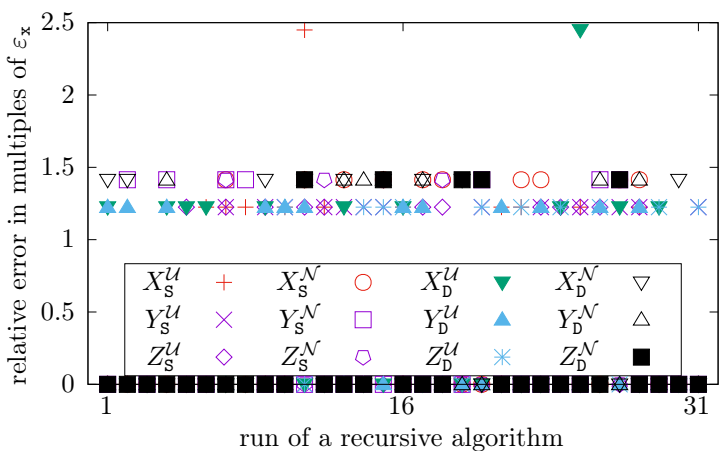 2.5
2
1.5
1
0.5
0
relative error in multiples of ε_x
X_S^𝒰 X_S^𝒩 X_D^𝒰 X_D^𝒩
Y_S^𝒰 Y_S^𝒩 Y_D^𝒰 Y_D^𝒩
Z_S^𝒰 Z_S^𝒩 Z_D^𝒰 Z_D^𝒩
1 16 31
run of a recursive algorithm